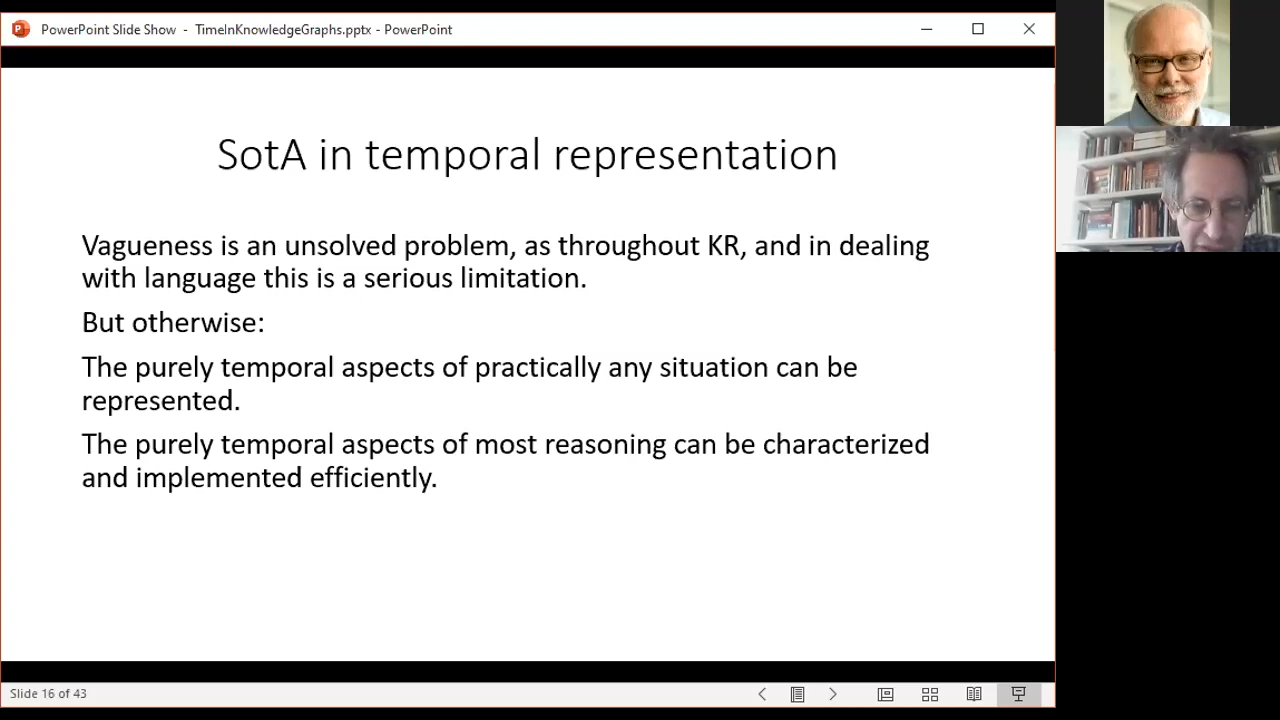 PowerPoint Slide Show - TimeInKnowledgeGraphs.pptx - PowerPoint
SotA in temporal representation
Vagueness is an unsolved problem, as throughout KR, and in dealing
with language this is a serious limitation.
But otherwise:
The purely temporal aspects of practically any situation can be
represented.
The purely temporal aspects of most reasoning can be characterized
and implemented efficiently.
Slide 16 of 43